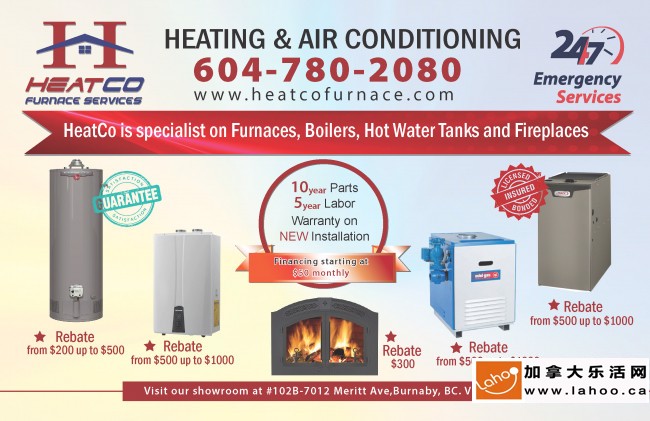 HEATCO
FURNACE SERVICES
HEATING & AIR CONDITIONING
604-780-2080
www.heatcofurnace.com
24/7
Emergency
Services
HeatCo is specialist on Furnaces, Boilers, Hot Water Tanks and Fireplaces
SATISFACTION
GUARANTEE
SATISFACTION
10year Parts
5year Labor
Warranty on
NEW Installation
Financing starting at
$50 monthly
LICENSED
INSURED
BONDED
Rebate
from $200 up to $500
Rebate
from $500 up to $1000
Rebate
$300
Rebate
Rebate
from $500 up to $1000
Visit our showroom at #102B-7012 Meritt Ave,Burnaby, BC.
Lahoo
加拿大乐活网
www.lahoo.ca